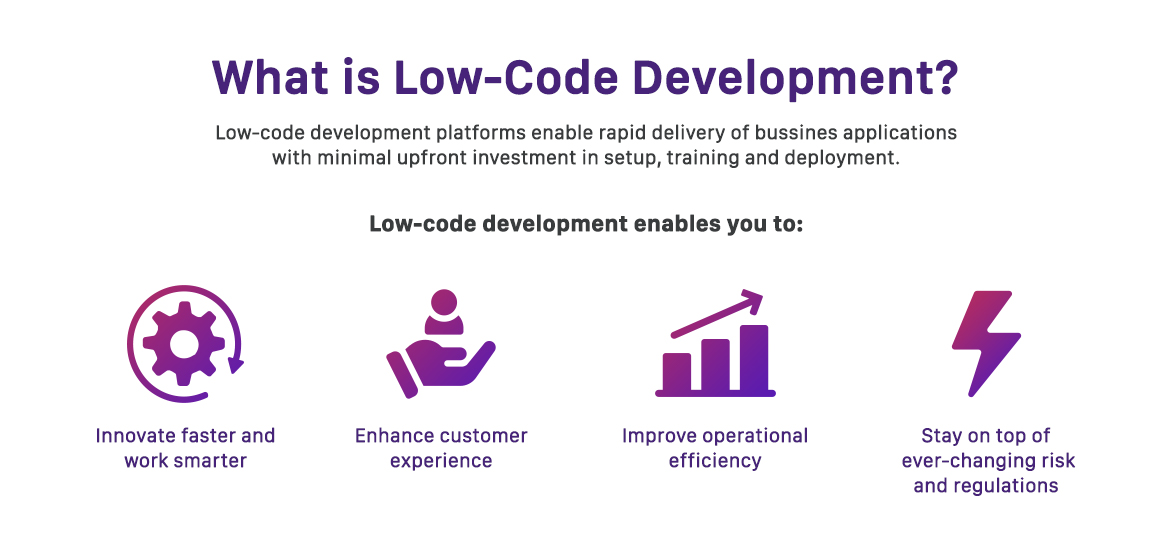 What is Low-Code Development?
Low-code development platforms enable rapid delivery of bussines applications
with minimal upfront investment in setup, training and deployment.
Low-code development enables you to:
Innovate faster and
work smarter
Enhance customer
experience
Improve operational
efficiency
Stay on top of
ever-changing risk
and regulations